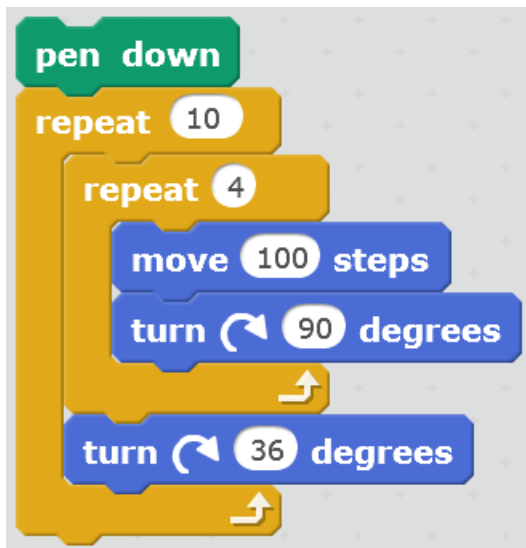 pen down
repeat 10
repeat 4
move 100 steps
turn 90 degrees
turn 36 degrees